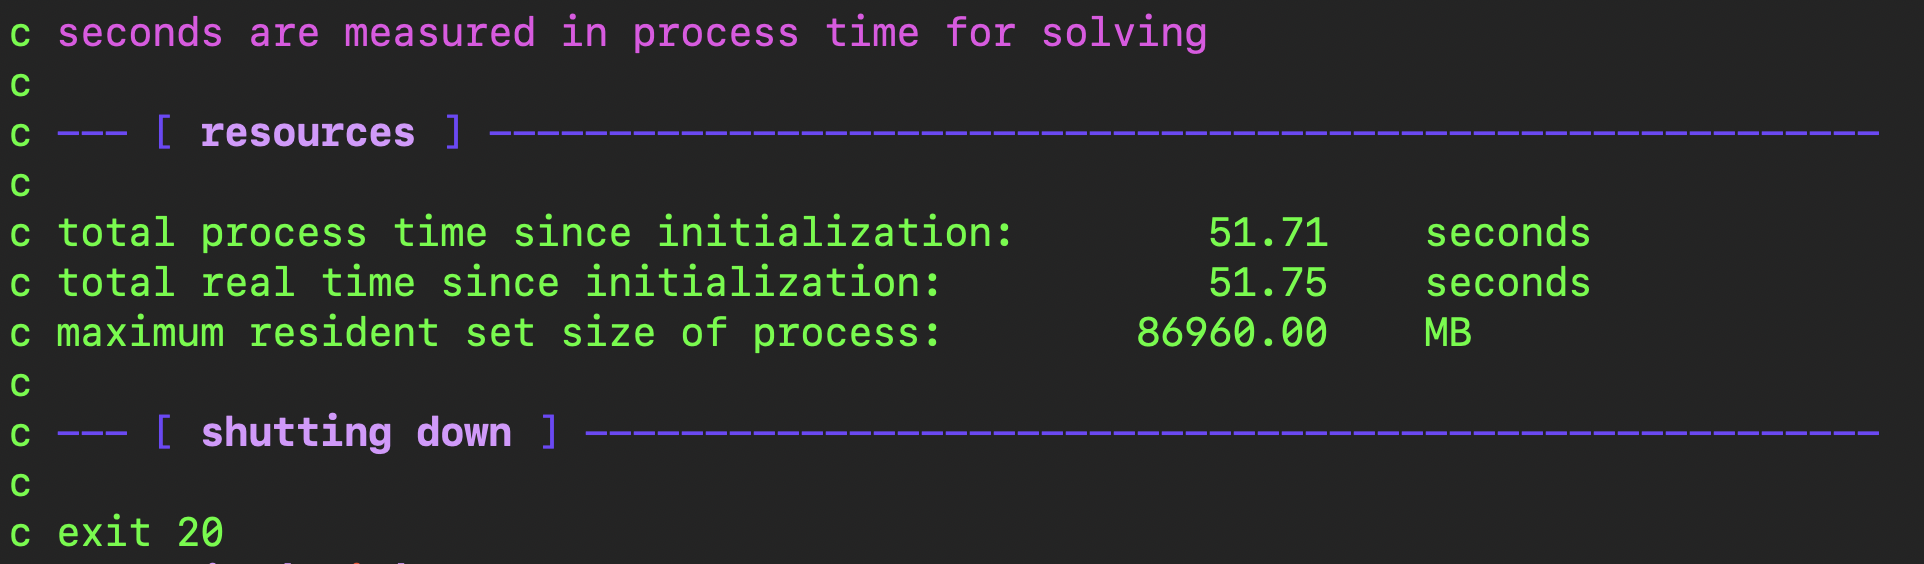 c seconds are measured in process time for solving
c
c --- [ resources ] ----------------------------------------------------------
c
c total process time since initialization:        51.71    seconds
c total real time since initialization:           51.75    seconds
c maximum resident set size of process:        86960.00    MB
c
c --- [ shutting down ] ------------------------------------------------------
c
c exit 20